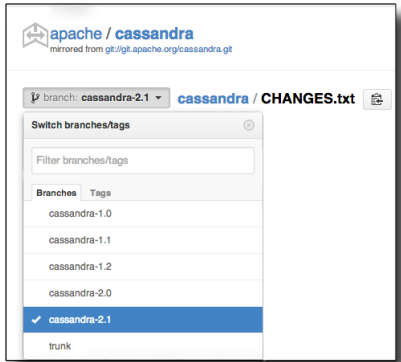 apache / cassandra
mirrored from git://git.apache.org/cassandra.git
branch: cassandra-2.1
cassandra / CHANGES.txt
Switch branches/tags
Filter branches/tags
Branches Tags
cassandra-1.0
cassandra-1.1
cassandra-1.2
cassandra-2.0
cassandra-2.1
trunk